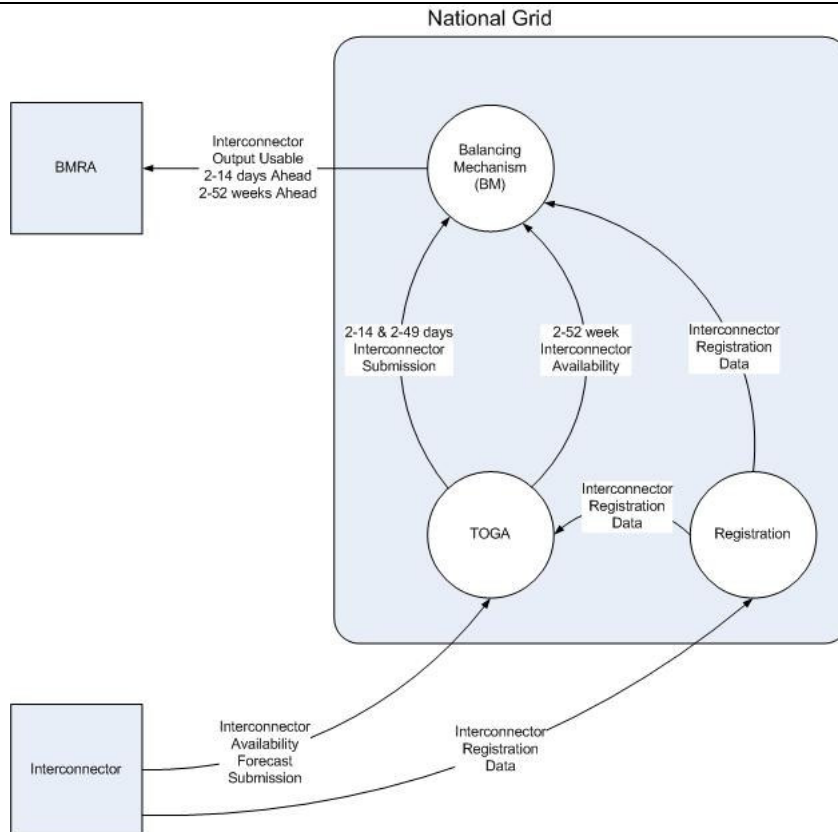 National Grid
BMRA
Interconnector
Output Usable
2-14 days Ahead
2-52 weeks Ahead
Balancing
Mechanism
(BM)
2-14 & 2-49 days
Interconnector
Submission
2-52 week
Interconnector
Availability
Interconnector
Registration
Data
TOGA
Interconnector
Registration
Data
Registration
Interconnector
Interconnector
Availability
Forecast
Submission
Interconnector
Registration
Data